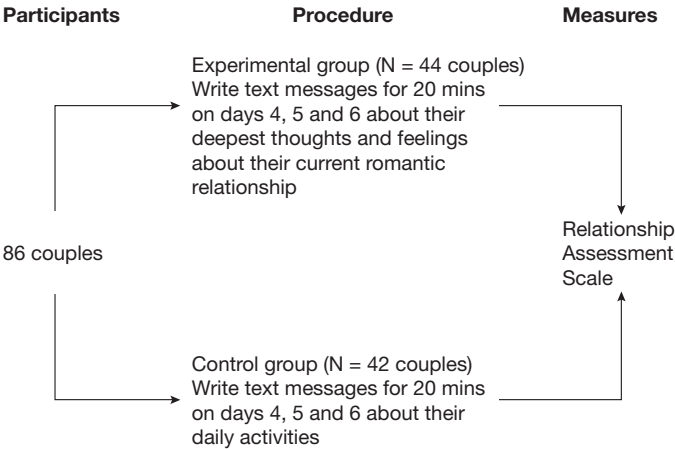 Participants
Procedure
Measures
Experimental group (N = 44 couples)
Write text messages for 20 mins
on days 4, 5 and 6 about their
deepest thoughts and feelings
about their current romantic
relationship
86 couples
Relationship
Assessment
Scale
Control group (N = 42 couples)
Write text messages for 20 mins
on days 4, 5 and 6 about their
daily activities